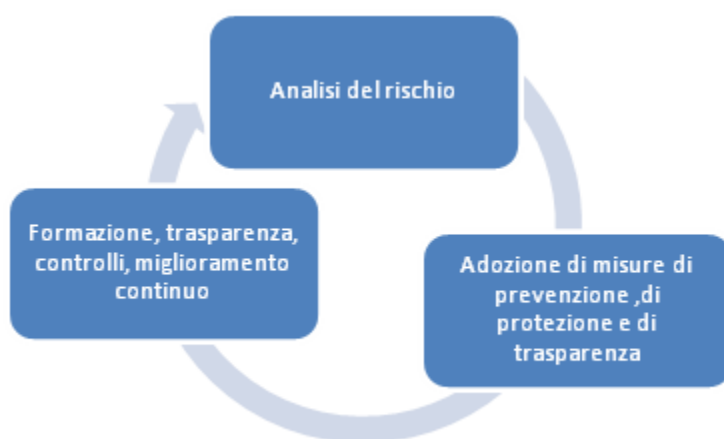 Analisi del rischio
Formazione, trasparenza,
controlli, miglioramento
continuo
Adozione di misure di
prevenzione ,di
protezione e di
trasparenza